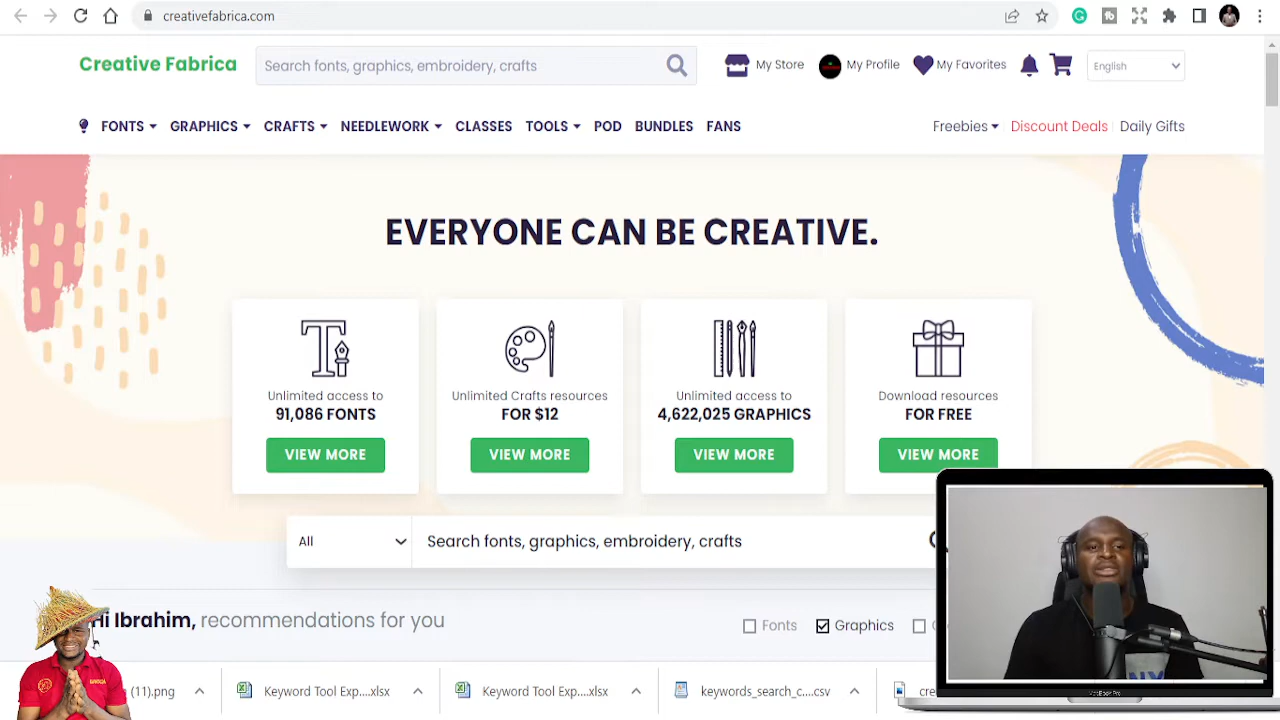 creativefabrica.com
Creative Fabrica
Search fonts, graphics, embroidery, crafts
My Store
My Profile
My Favorites
English
FONTS
GRAPHICS
CRAFTS
NEEDLEWORK
CLASSES
TOOLS
POD
BUNDLES
FANS
Freebies
Discount Deals
Daily Gifts
EVERYONE CAN BE CREATIVE.
Unlimited access to
91,086 FONTS
VIEW MORE
Unlimited Crafts resources
FOR $12
VIEW MORE
Unlimited access to
4,622,025 GRAPHICS
VIEW MORE
Download resources
FOR FREE
VIEW MORE
All
Search fonts, graphics, embroidery, crafts
Hi Ibrahim, recommendations for you
Fonts
Graphics
(11).png
Keyword Tool Exp....xlsx
Keyword Tool Exp....xlsx
keywords_search_c....csv
MacBook Pro